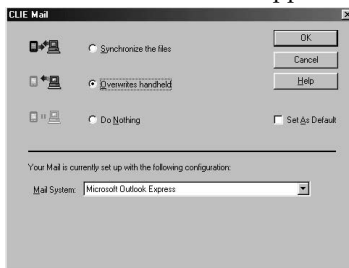 CLIE Mail
Synchronize the files
OK
Cancel
Overwrites handheld
Help
Do Nothing
Set As Default
Your Mail is currently set up with the following configuration:
Mail System: Microsoft Outlook Express